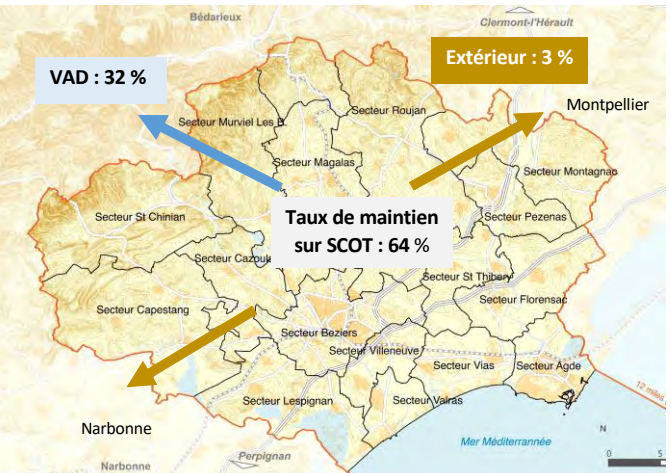 Bédarieux
Clermont-l'Hérault
VAD : 32 %
Extérieur : 3 %
Montpellier
Secteur Murviel Les B.
Secteur Roujan
Secteur Magalas
Secteur Montagnac
Secteur St Chinian
Taux de maintien
sur SCOT : 64 %
Secteur Pezenas
Secteur Cazouls
Secteur St Thibery
Secteur Capestang
Secteur Florensac
Secteur Beziers
Secteur Villeneuve
Secteur Vias
Secteur Agde
Secteur Lespignan
Secteur Valras
12 miles
Narbonne
Mer Méditerrannée
N
Perpignan
Narbonne
0
5